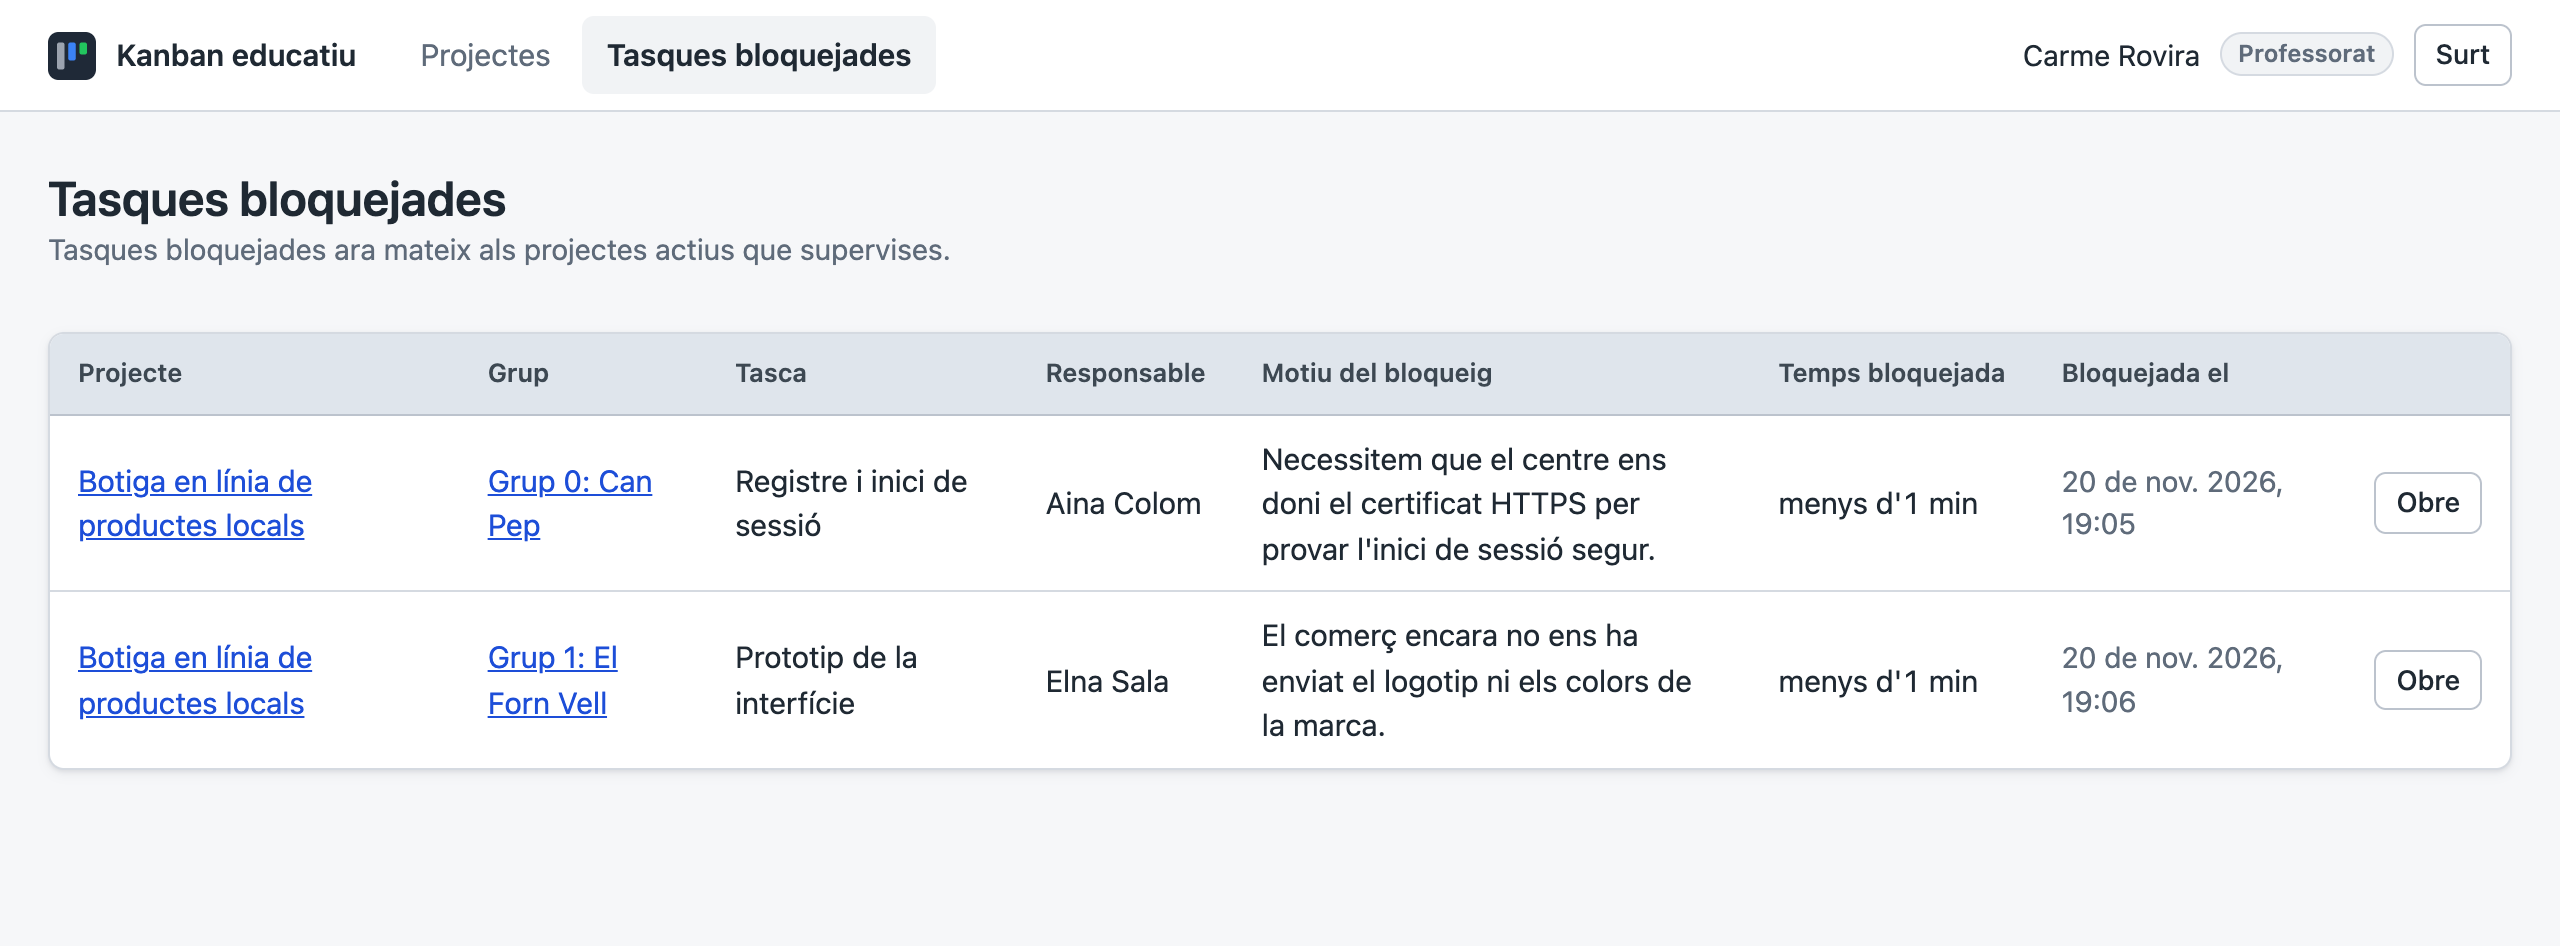 Kanban educatiu
Projectes
Tasques bloquejades
Carme Rovira
Professorat
Surt
Tasques bloquejades
Tasques bloquejades ara mateix als projectes actius que supervises.
Projecte
Grup
Tasca
Responsable
Motiu del bloqueig
Temps bloquejada
Bloquejada el
Botiga en línia de
productes locals
Grup 0: Can
Pep
Registre i inici de
sessió
Aina Colom
Necessitem que el centre ens
doni el certificat HTTPS per
provar l'inici de sessió segur.
menys d'1 min
20 de nov. 2026,
19:05
Obre
Botiga en línia de
productes locals
Grup 1: El
Forn Vell
Prototip de la
interfície
Elna Sala
El comerç encara no ens ha
enviat el logotip ni els colors de
la marca.
menys d'1 min
20 de nov. 2026,
19:06
Obre